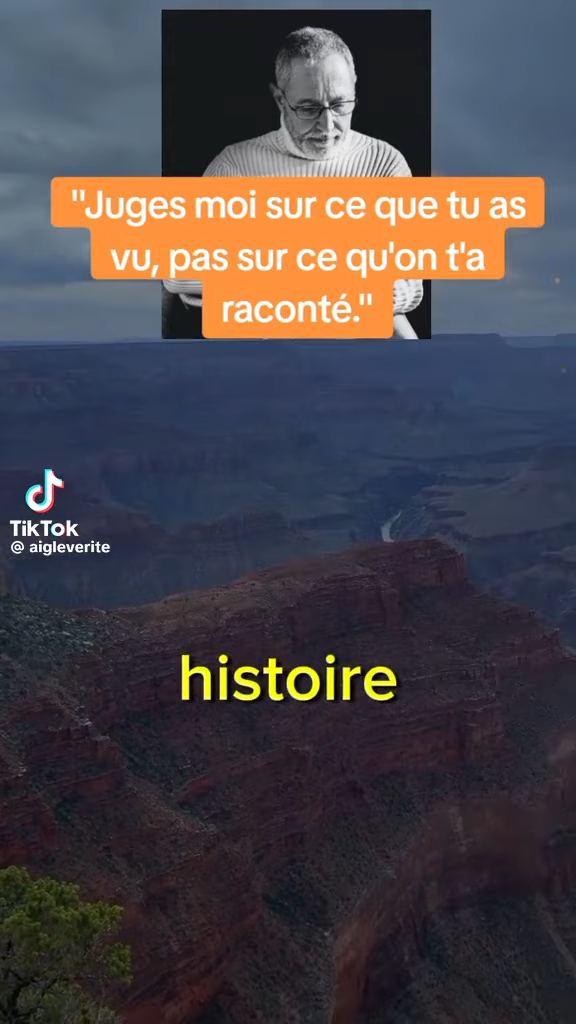 "Juges moi sur ce que tu as
vu, pas sur ce qu'on t'a
raconté."
TikTok
@ aigleverite
histoire